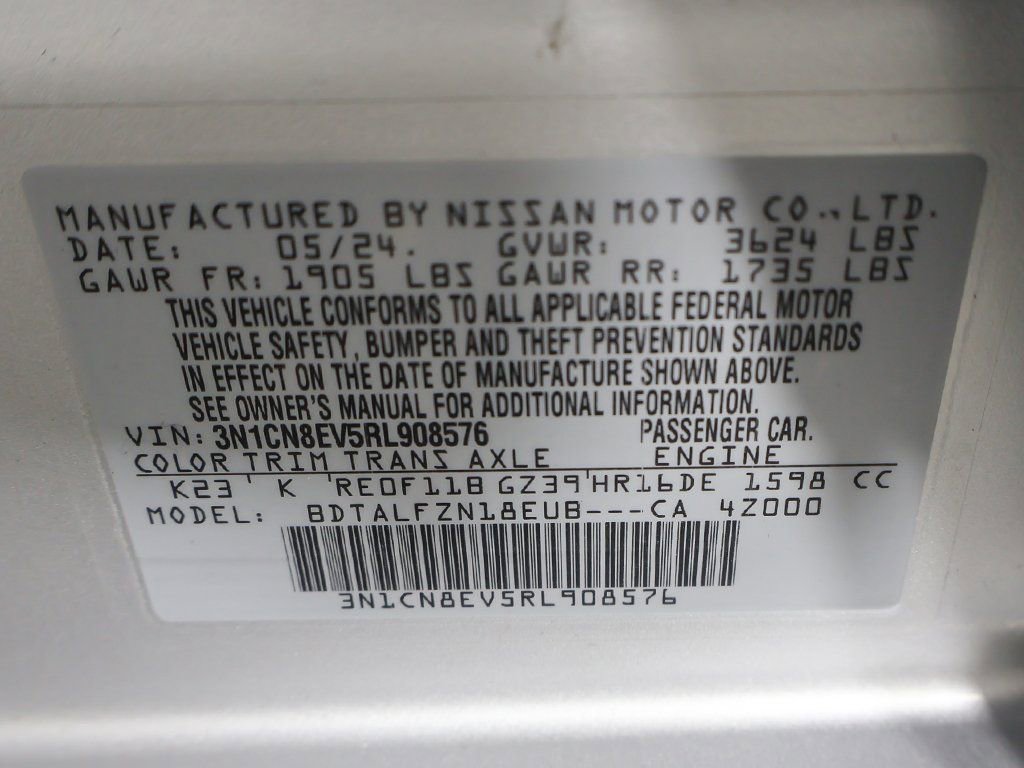 MANUFACTURED BY NISSAN MOTOR CO., LTD.
DATE: 05/24. GVWR: 3624 LBS
GAWR FR: 1905 LBS GAWR RR: 1735 LBS
THIS VEHICLE CONFORMS TO ALL APPLICABLE FEDERAL MOTOR
VEHICLE SAFETY, BUMPER AND THEFT PREVENTION STANDARDS
IN EFFECT ON THE DATE OF MANUFACTURE SHOWN ABOVE.
SEE OWNER'S MANUAL FOR ADDITIONAL INFORMATION.
VIN: 3N1CN8EV5RL908576 PASSENGER CAR.
COLOR TRIM TRANS AXLE ENGINE
K23 K RE0F11B GZ39 HR16DE 1598 CC
MODEL: BDTALFZN18EUB---CA 4Z000
3N1CN8EV5RL908576